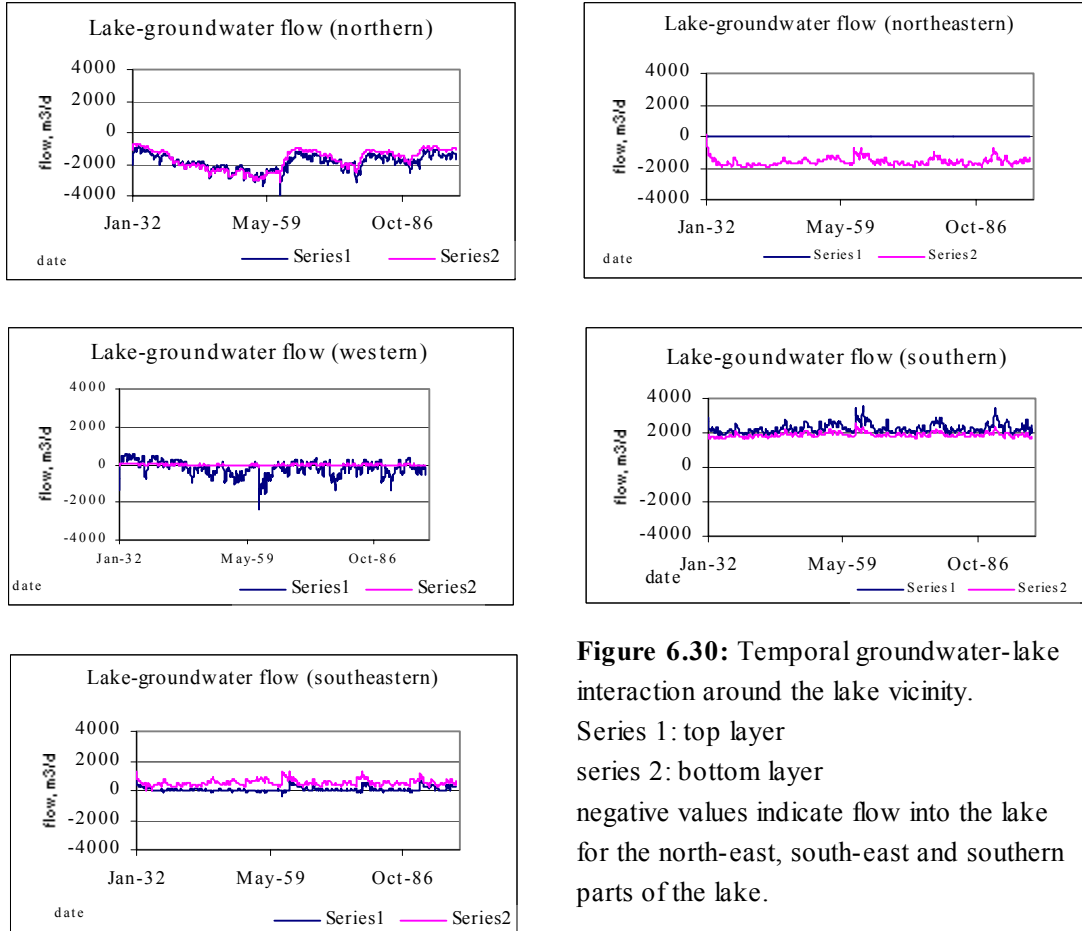 Lake-groundwater flow (northern)
4000
2000
0
-2000
-4000
flow, m3/d
Jan-32 May-59 Oct-86
date
Series1 Series2
Lake-groundwater flow (northeastern)
4000
2000
0
-2000
-4000
flow, m3/d
Jan-32 May-59 Oct-86
date
Series1 Series2
Lake-groundwater flow (western)
4000
2000
0
-2000
-4000
flow, m3/d
Jan-32 May-59 Oct-86
date
Series1 Series2
Lake-goundwater flow (southern)
4000
2000
0
-2000
-4000
flow, m3/d
Jan-32 May-59 Oct-86
date
Series1 Series2
Lake-groundwater flow (southeastern)
4000
2000
0
-2000
-4000
flow, m3/d
Jan-32 May-59 Oct-86
date
Series1 Series2
Figure 6.30: Temporal groundwater-lake
interaction around the lake vicinity.
Series 1: top layer
series 2: bottom layer
negative values indicate flow into the lake
for the north-east, south-east and southern
parts of the lake.